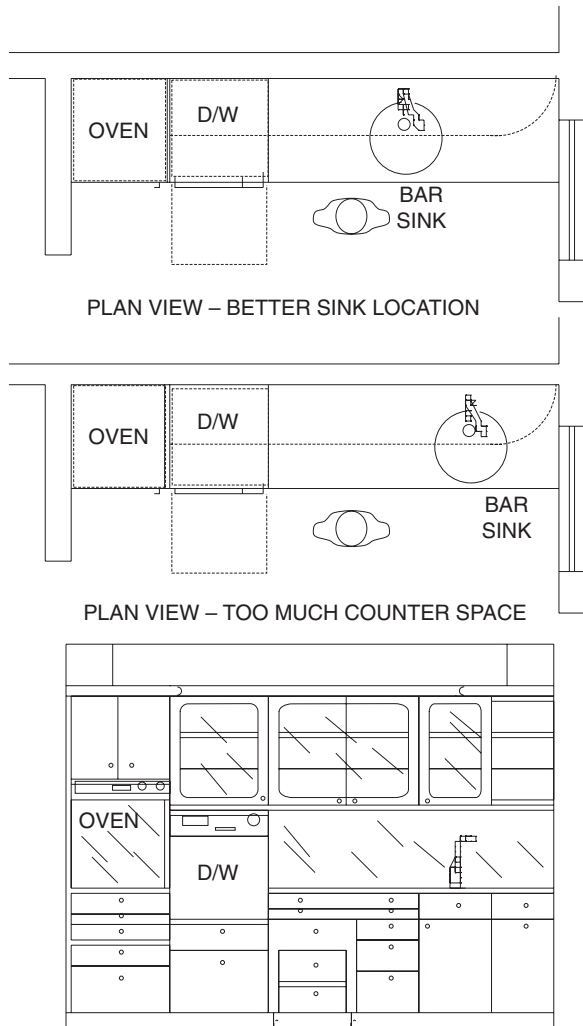 OVEN
D/W
BAR
SINK
PLAN VIEW – BETTER SINK LOCATION
OVEN
D/W
BAR
SINK
PLAN VIEW – TOO MUCH COUNTER SPACE
OVEN
D/W